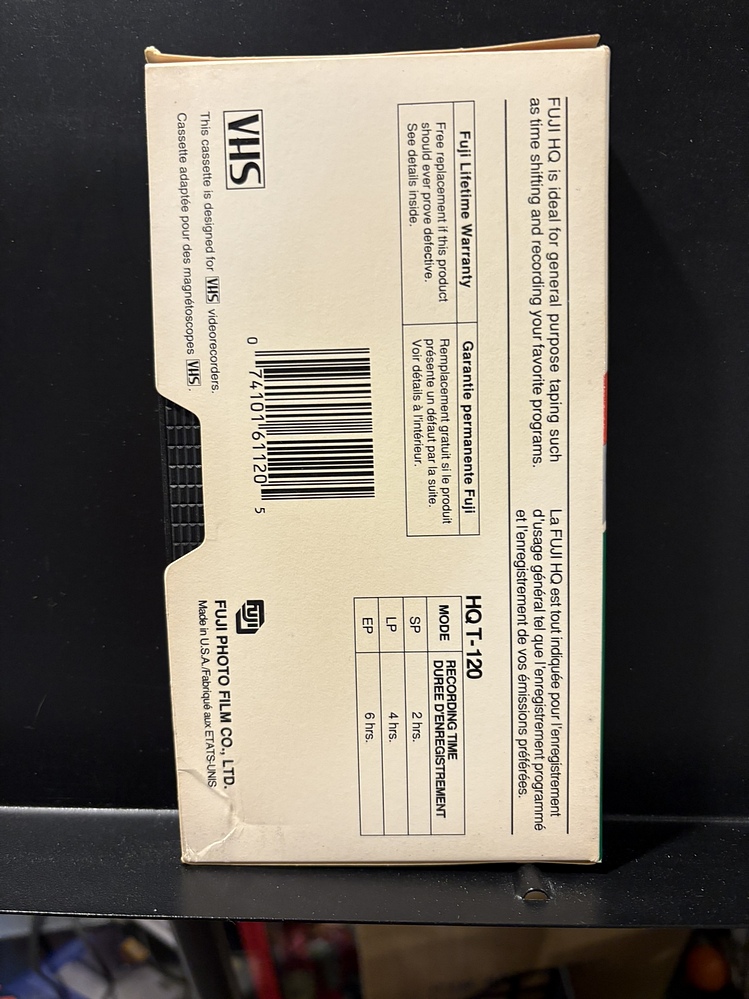 FUJI HQ is ideal for general purpose taping such
as time shifting and recording your favorite programs.
La FUJI HQ est tout indiquée pour l'enregistrement
d'usage général tel que l'enregistrement programmé
et l'enregistrement de vos émissions préférées.
Fuji Lifetime Warranty
Free replacement if this product
should ever prove defective.
See details inside.
Garantie permanente Fuji
Remplacement gratuit si le produit
présente un défaut par la suite.
Voir détails à l'intérieur.
HQ T-120
MODE
RECORDING TIME
DURÉE D'ENREGISTREMENT
SP 2 hrs.
LP 4 hrs.
EP 6 hrs.
0 74101 61120 5
VHS
This cassette is designed for VHS videorecorders.
Cassette adaptée pour des magnétoscopes VHS.
FUJI
FUJI PHOTO FILM CO., LTD.
Made in U.S.A./Fabriqué aux ETATS-UNIS